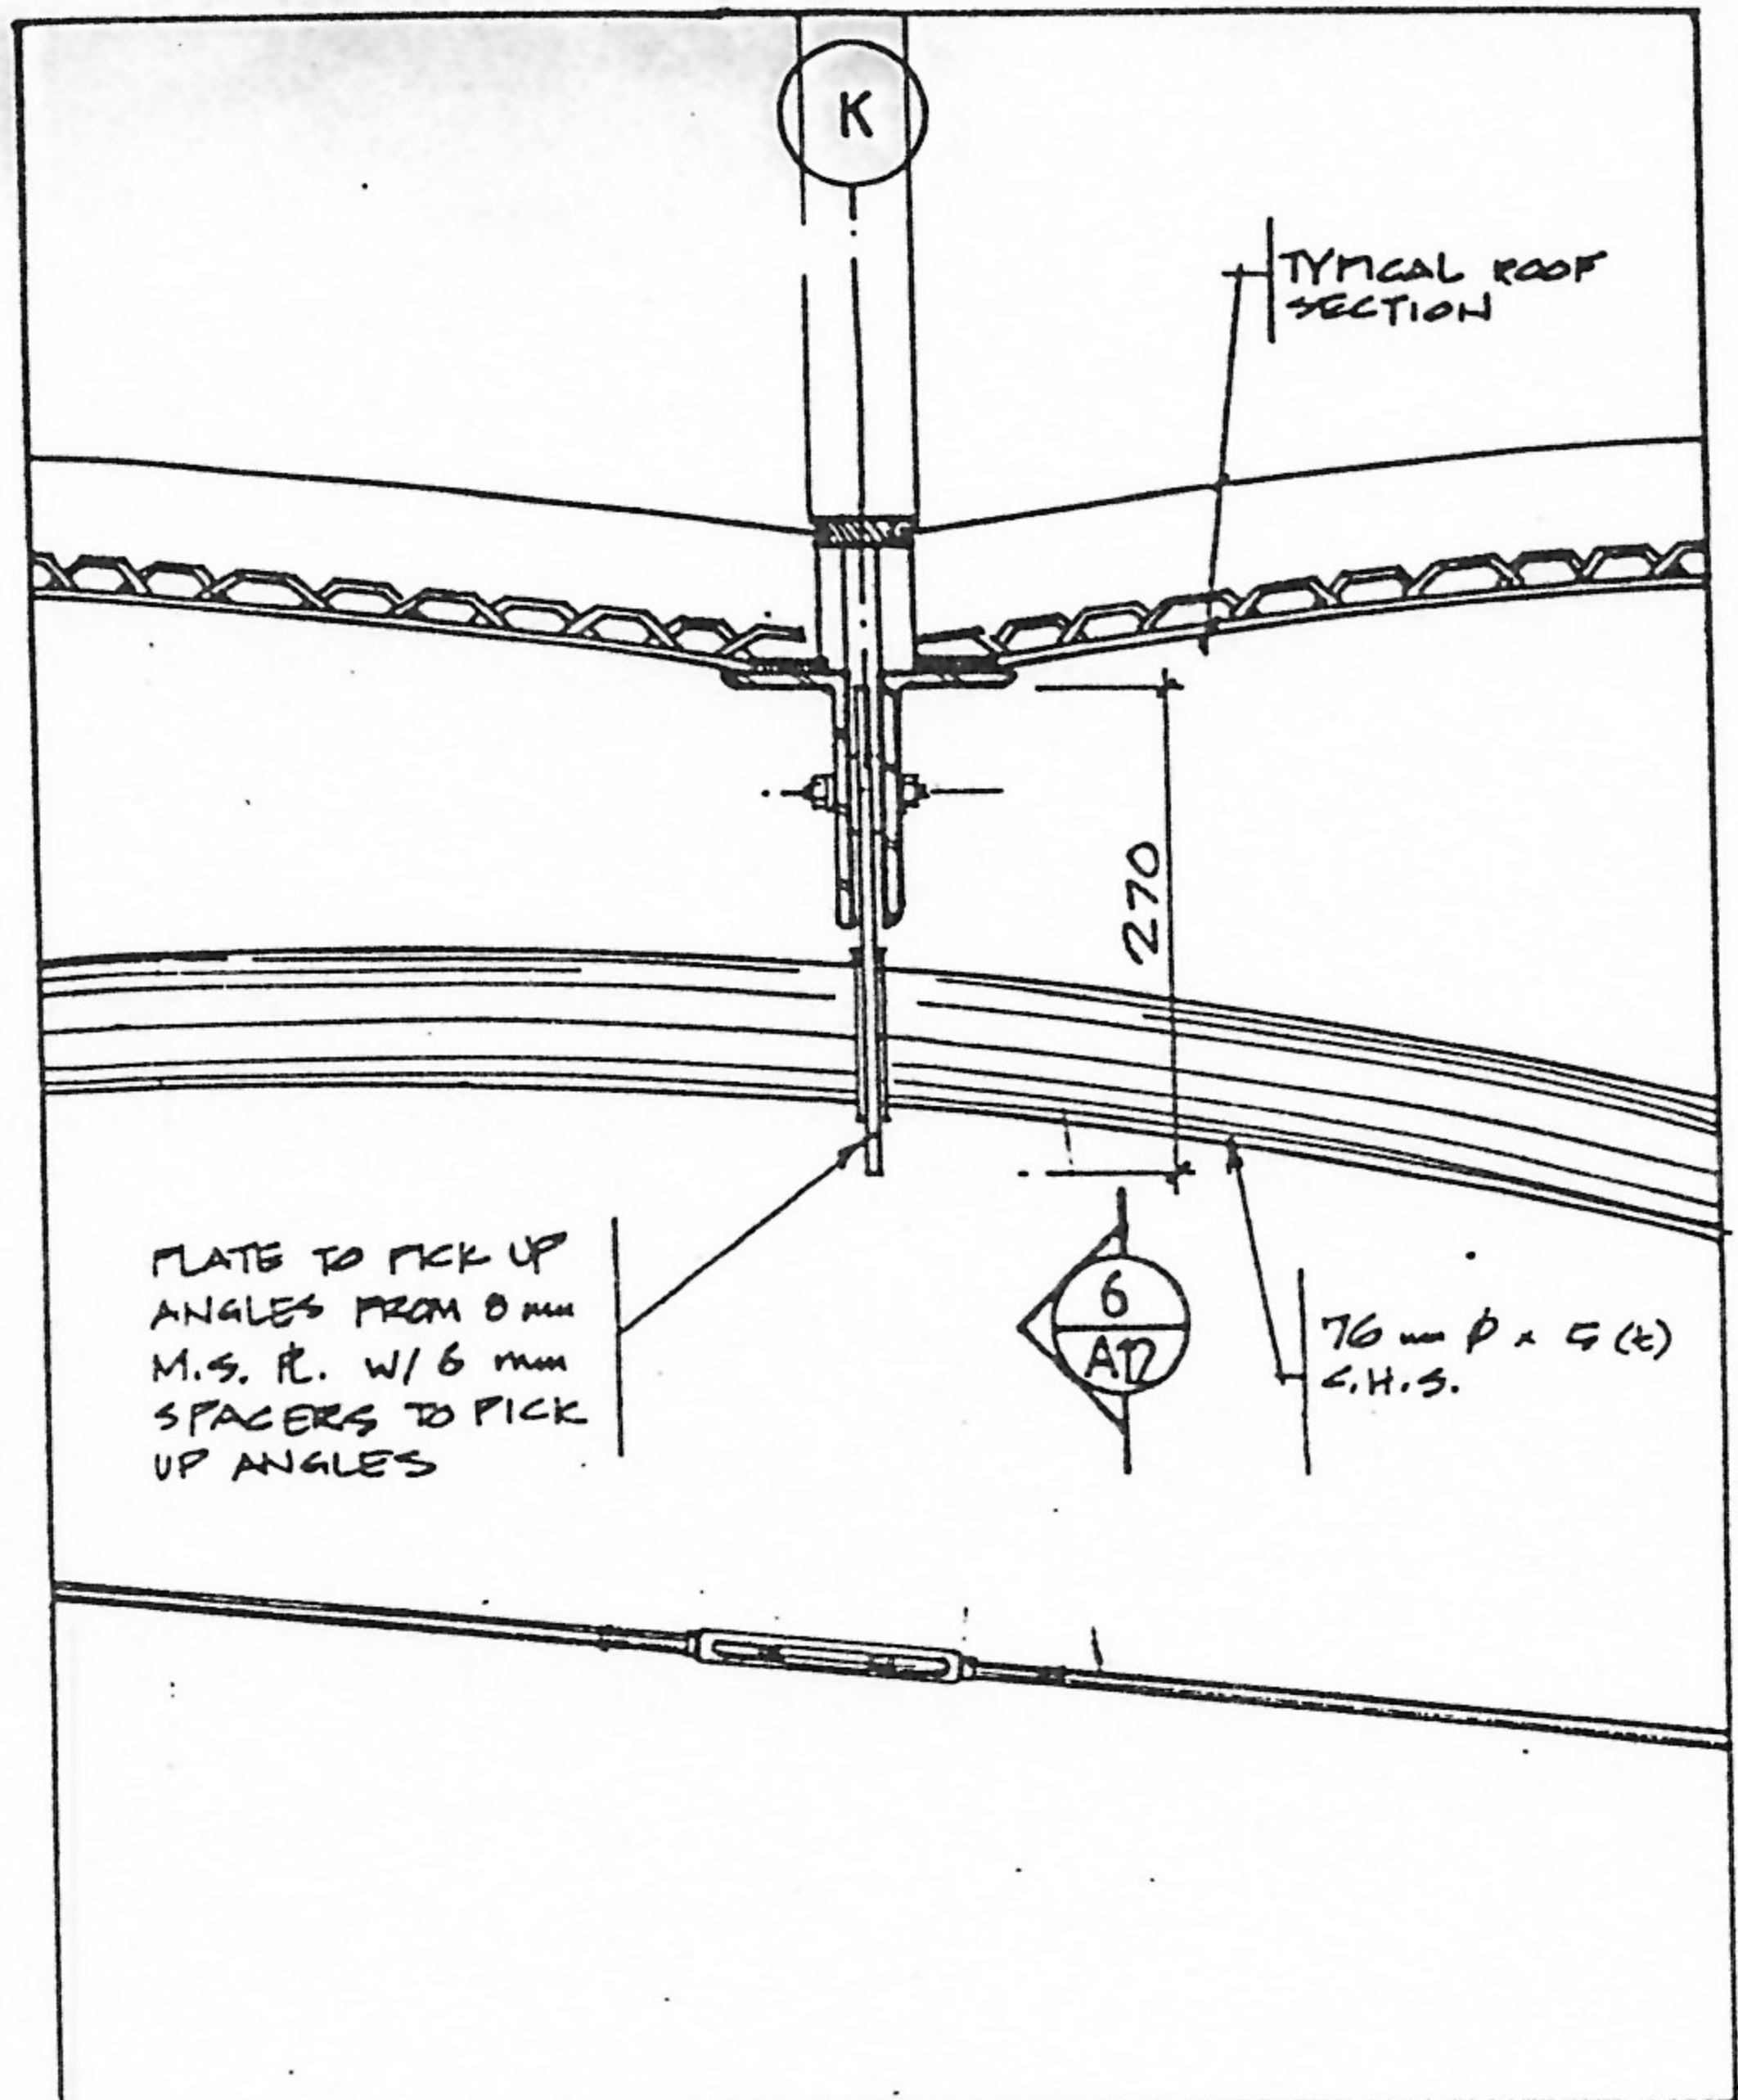 K
TYPICAL ROOF
SECTION
270
PLATE TO PICK UP
ANGLES FROM 8 mm
M.S. PL. W/ 6 mm
SPACERS TO PICK
UP ANGLES
6
76 mm Ø x 5 (t)
C.H.S.